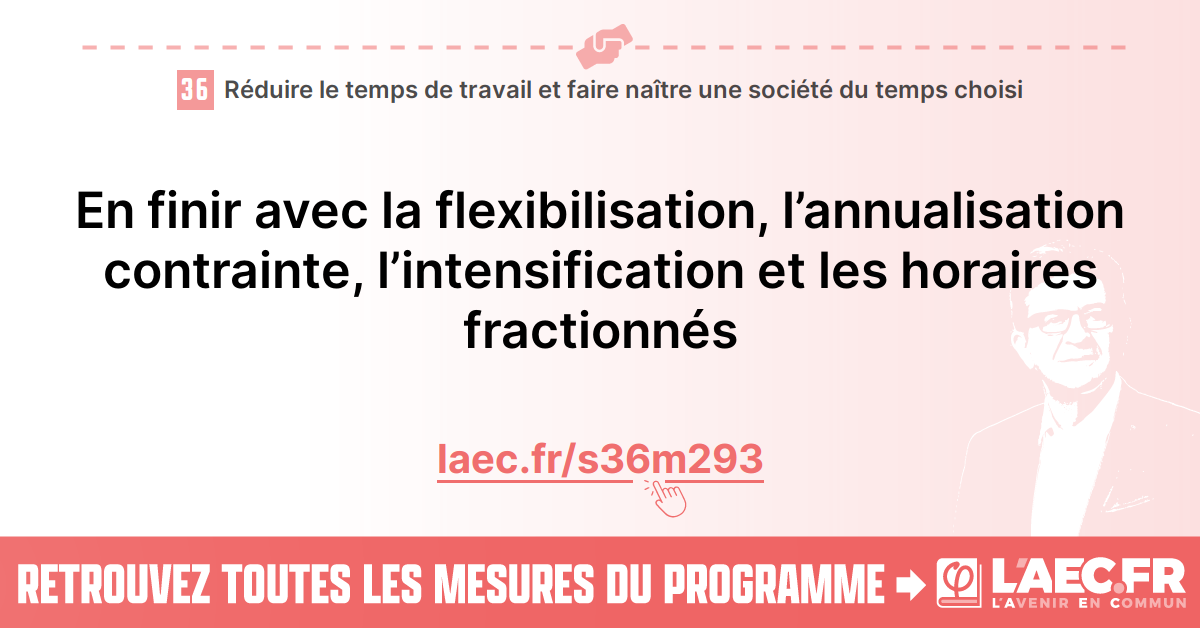 36 Réduire le temps de travail et faire naître une société du temps choisi
En finir avec la flexibilisation, l’annualisation
contrainte, l’intensification et les horaires
fractionnés
laec.fr/s36m293
RETROUVEZ TOUTES LES MESURES DU PROGRAMME
φ L'AEC.FR
L'AVENIR EN COMMUN